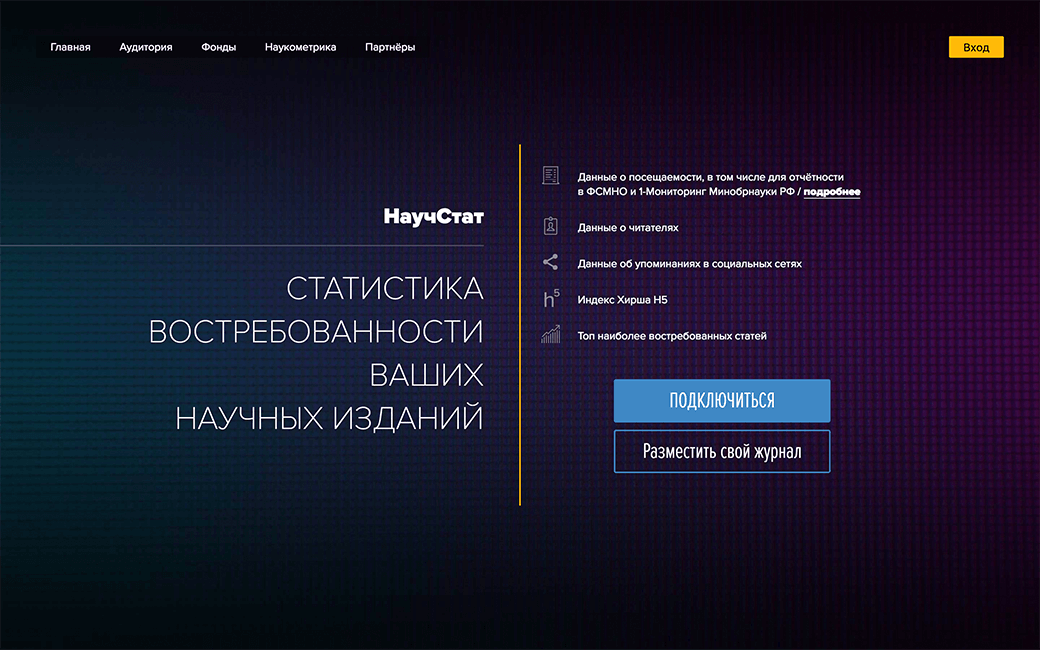 Главная Аудитория Фонды Наукометрика Партнёры Вход
НаучСтат
СТАТИСТИКА
ВОСТРЕБОВАННОСТИ
ВАШИХ
НАУЧНЫХ ИЗДАНИЙ
Данные о посещаемости, в том числе для отчётности
в ФСМНО и 1-Мониторинг Минобрнауки РФ / подробнее
Данные о читателях
Данные об упоминаниях в социальных сетях
h5 Индекс Хирша H5
Топ наиболее востребованных статей
ПОДКЛЮЧИТЬСЯ
Разместить свой журнал